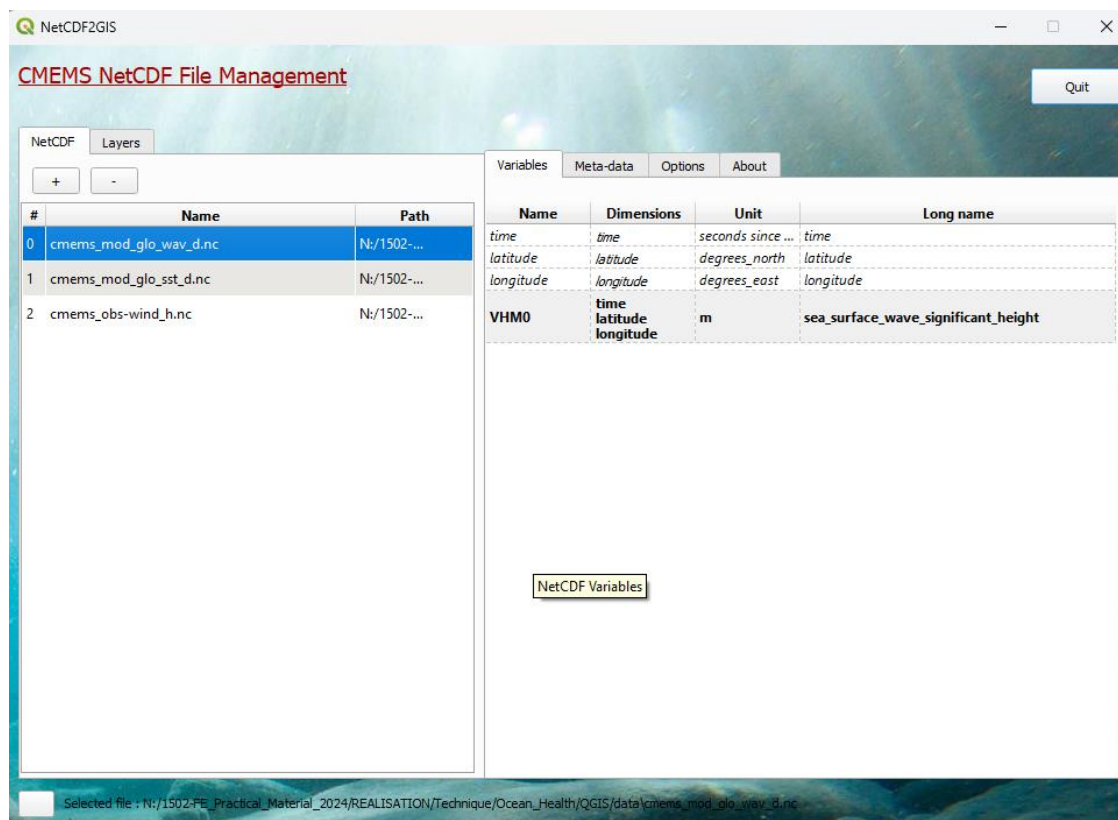 NetCDF2GIS
CMEMS NetCDF File Management
Quit
NetCDF Layers
+ -
# Name Path
0 cmems_mod_glo_wav_d.nc N:/1502-...
1 cmems_mod_glo_sst_d.nc N:/1502-...
2 cmems_obs-wind_h.nc N:/1502-...
Variables Meta-data Options About
Name Dimensions Unit Long name
time time seconds since ... time
latitude latitude degrees_north latitude
longitude longitude degrees_east longitude
VHM0 time latitude longitude m sea_surface_wave_significant_height
NetCDF Variables
Selected file : N:/1502-FE_Practical_Material_2024/REALISATION/Technique/Ocean_Health/QGIS/data\cmems_mod_glo_wav_d.nc